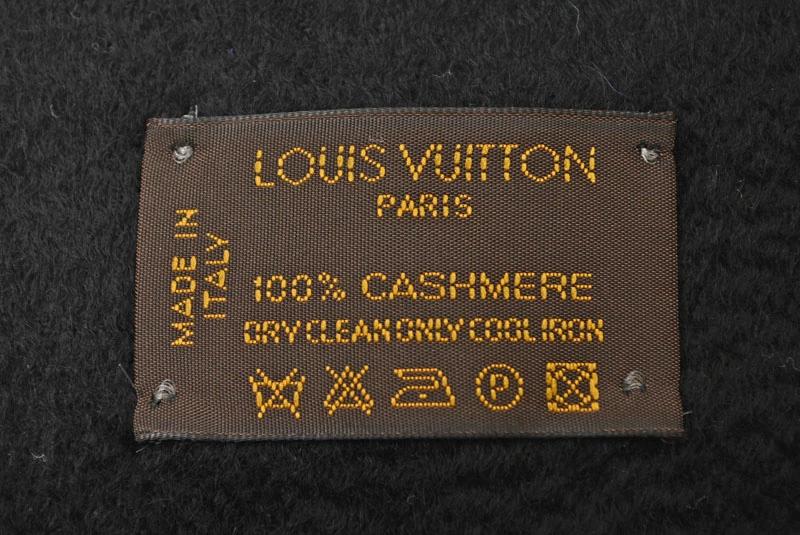 LOUIS VUITTON
PARIS
MADE IN
ITALY
100% CASHMERE
DRY CLEAN ONLY COOL IRON
P